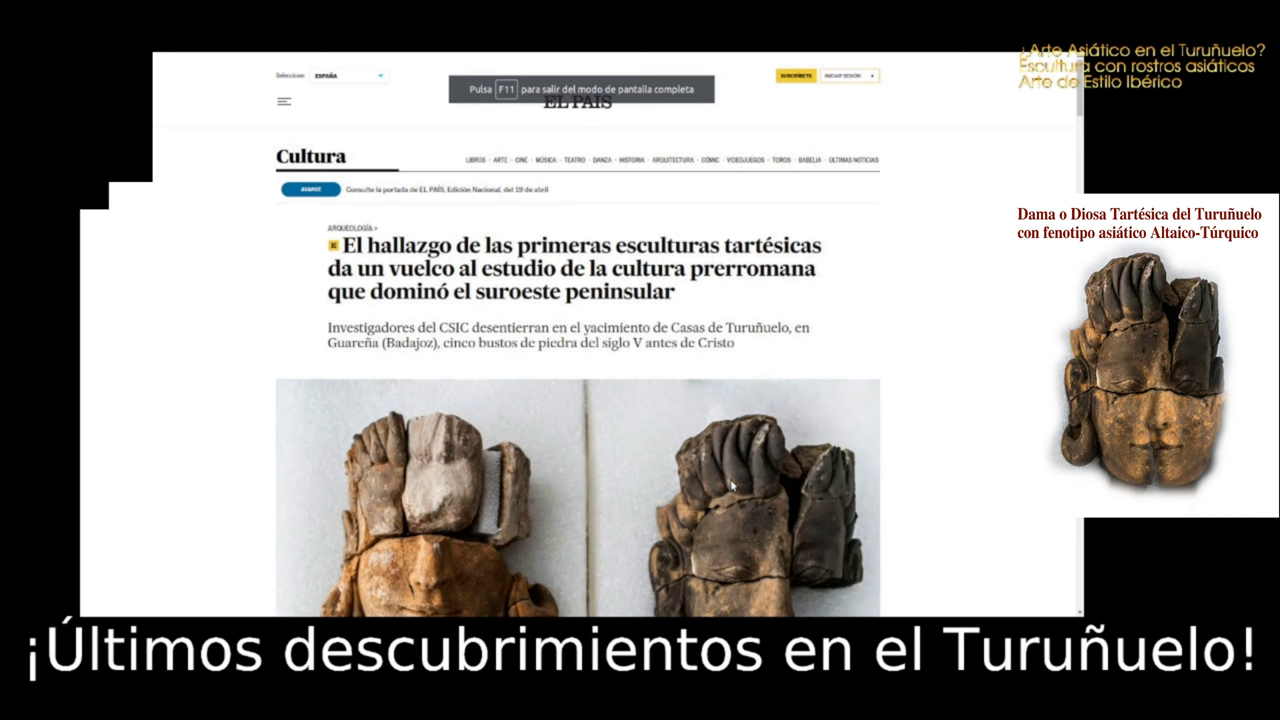 ¿Arte Asiático en el Turuñuelo?
Escultura con rostros asiáticos
Arte de Estilo Ibérico
Seleccione: ESPAÑA
SUSCRÍBETE
INICIAR SESIÓN
Pulsa F11 para salir del modo de pantalla completa
EL PAÍS
Cultura
LIBROS · ARTE · CINE · MÚSICA · TEATRO · DANZA · HISTORIA · ARQUITECTURA · CÓMIC · VIDEOJUEGOS · TOROS · BABELIA · ÚLTIMAS NOTICIAS
AVANCE Consulte la portada de EL PAÍS, Edición Nacional, del 19 de abril
ARQUEOLOGÍA >
El hallazgo de las primeras esculturas tartésicas
da un vuelco al estudio de la cultura prerromana
que dominó el suroeste peninsular
Investigadores del CSIC desentierran en el yacimiento de Casas de Turuñuelo, en
Guareña (Badajoz), cinco bustos de piedra del siglo V antes de Cristo
Dama o Diosa Tartésica del Turuñuelo
con fenotipo asiático Altaico-Túrquico
¡Últimos descubrimientos en el Turuñuelo!